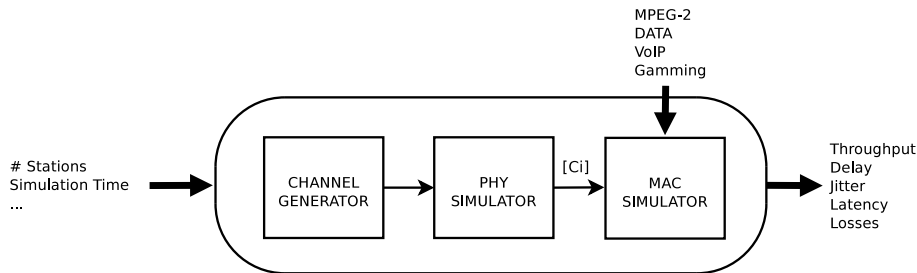 MPEG-2
DATA
VoIP
Gamming
# Stations
Simulation Time
...
CHANNEL
GENERATOR
PHY
SIMULATOR
[Ci]
MAC
SIMULATOR
Throughput
Delay
Jitter
Latency
Losses